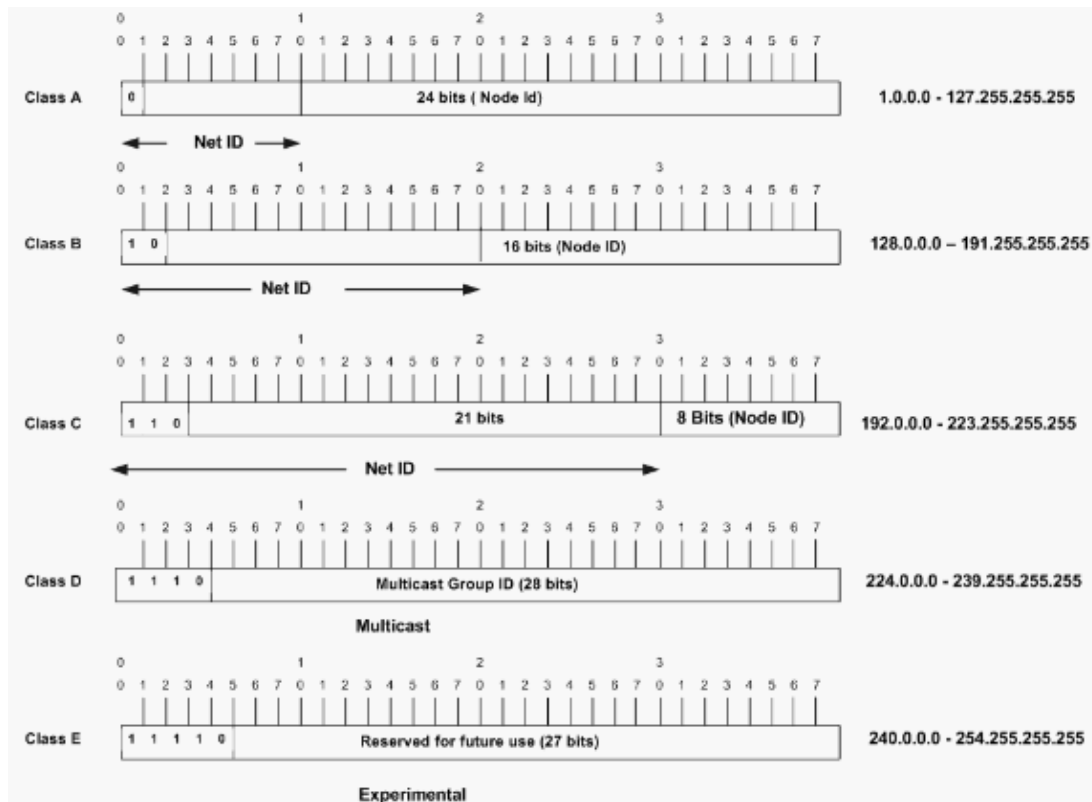 0 1 2 3
0 1 2 3 4 5 6 7 0 1 2 3 4 5 6 7 0 1 2 3 4 5 6 7 0 1 2 3 4 5 6 7
Class A 0 24 bits ( Node Id) 1.0.0.0 - 127.255.255.255
Net ID
0 1 2 3
0 1 2 3 4 5 6 7 0 1 2 3 4 5 6 7 0 1 2 3 4 5 6 7 0 1 2 3 4 5 6 7
Class B 1 0 16 bits (Node ID) 128.0.0.0 – 191.255.255.255
Net ID
0 1 2 3
0 1 2 3 4 5 6 7 0 1 2 3 4 5 6 7 0 1 2 3 4 5 6 7 0 1 2 3 4 5 6 7
Class C 1 1 0 21 bits 8 Bits (Node ID) 192.0.0.0 - 223.255.255.255
Net ID
0 1 2 3
0 1 2 3 4 5 6 7 0 1 2 3 4 5 6 7 0 1 2 3 4 5 6 7 0 1 2 3 4 5 6 7
Class D 1 1 1 0 Multicast Group ID (28 bits) 224.0.0.0 - 239.255.255.255
Multicast
0 1 2 3
0 1 2 3 4 5 6 7 0 1 2 3 4 5 6 7 0 1 2 3 4 5 6 7 0 1 2 3 4 5 6 7
Class E 1 1 1 1 0 Reserved for future use (27 bits) 240.0.0.0 - 254.255.255.255
Experimental